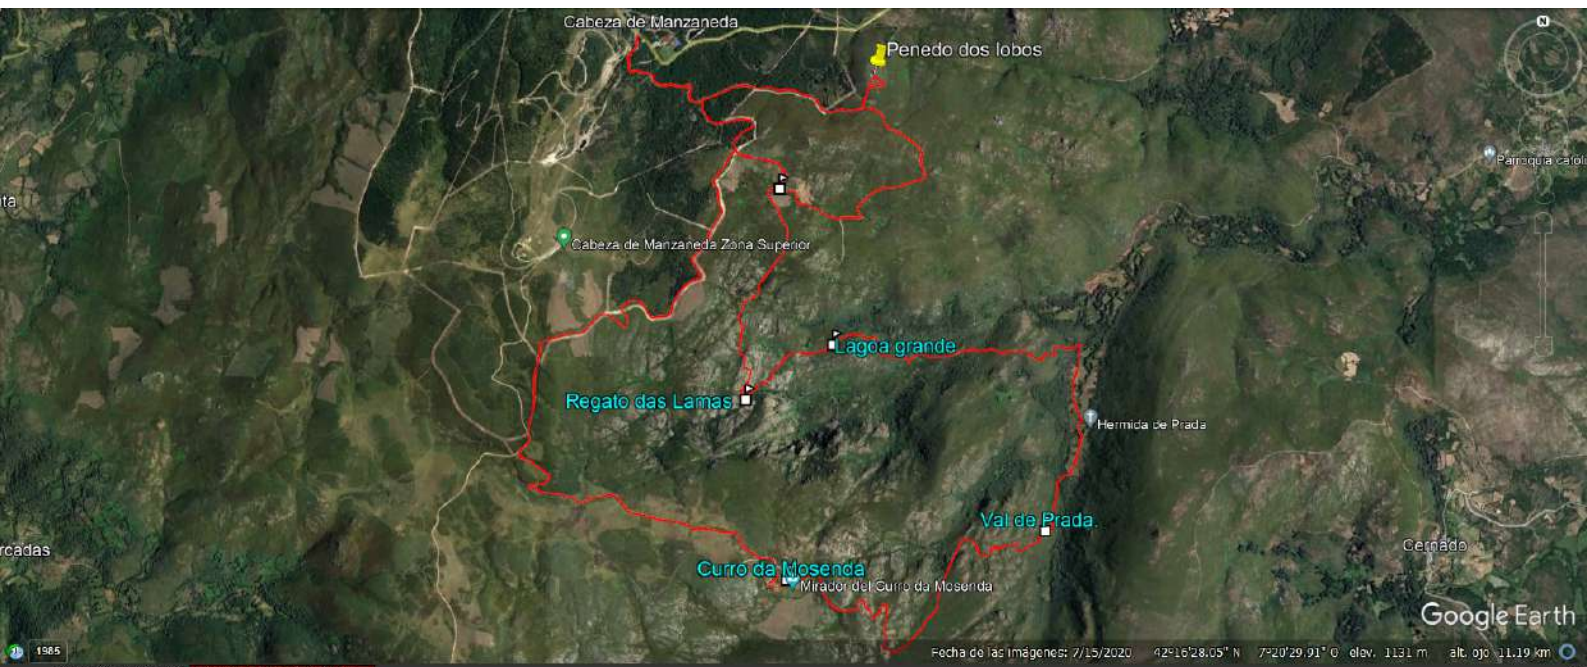 Cabeza de Manzaneda
Penedo dos lobos
Cabeza de Manzaneda Zona Superior
Lagoa grande
Regato das Lamas
Hermida de Prada
Val de Prada.
Cernado
rcadas
Curro da Mosenda
Mirador del Curro da Mosenda
Google Earth
1985
Fecha de las imágenes: 7/15/2020 42°16'28.05" N 7°20'29.91" O elev. 1131 m alt. ojo 11.19 km
N
Parroquia católi
ta